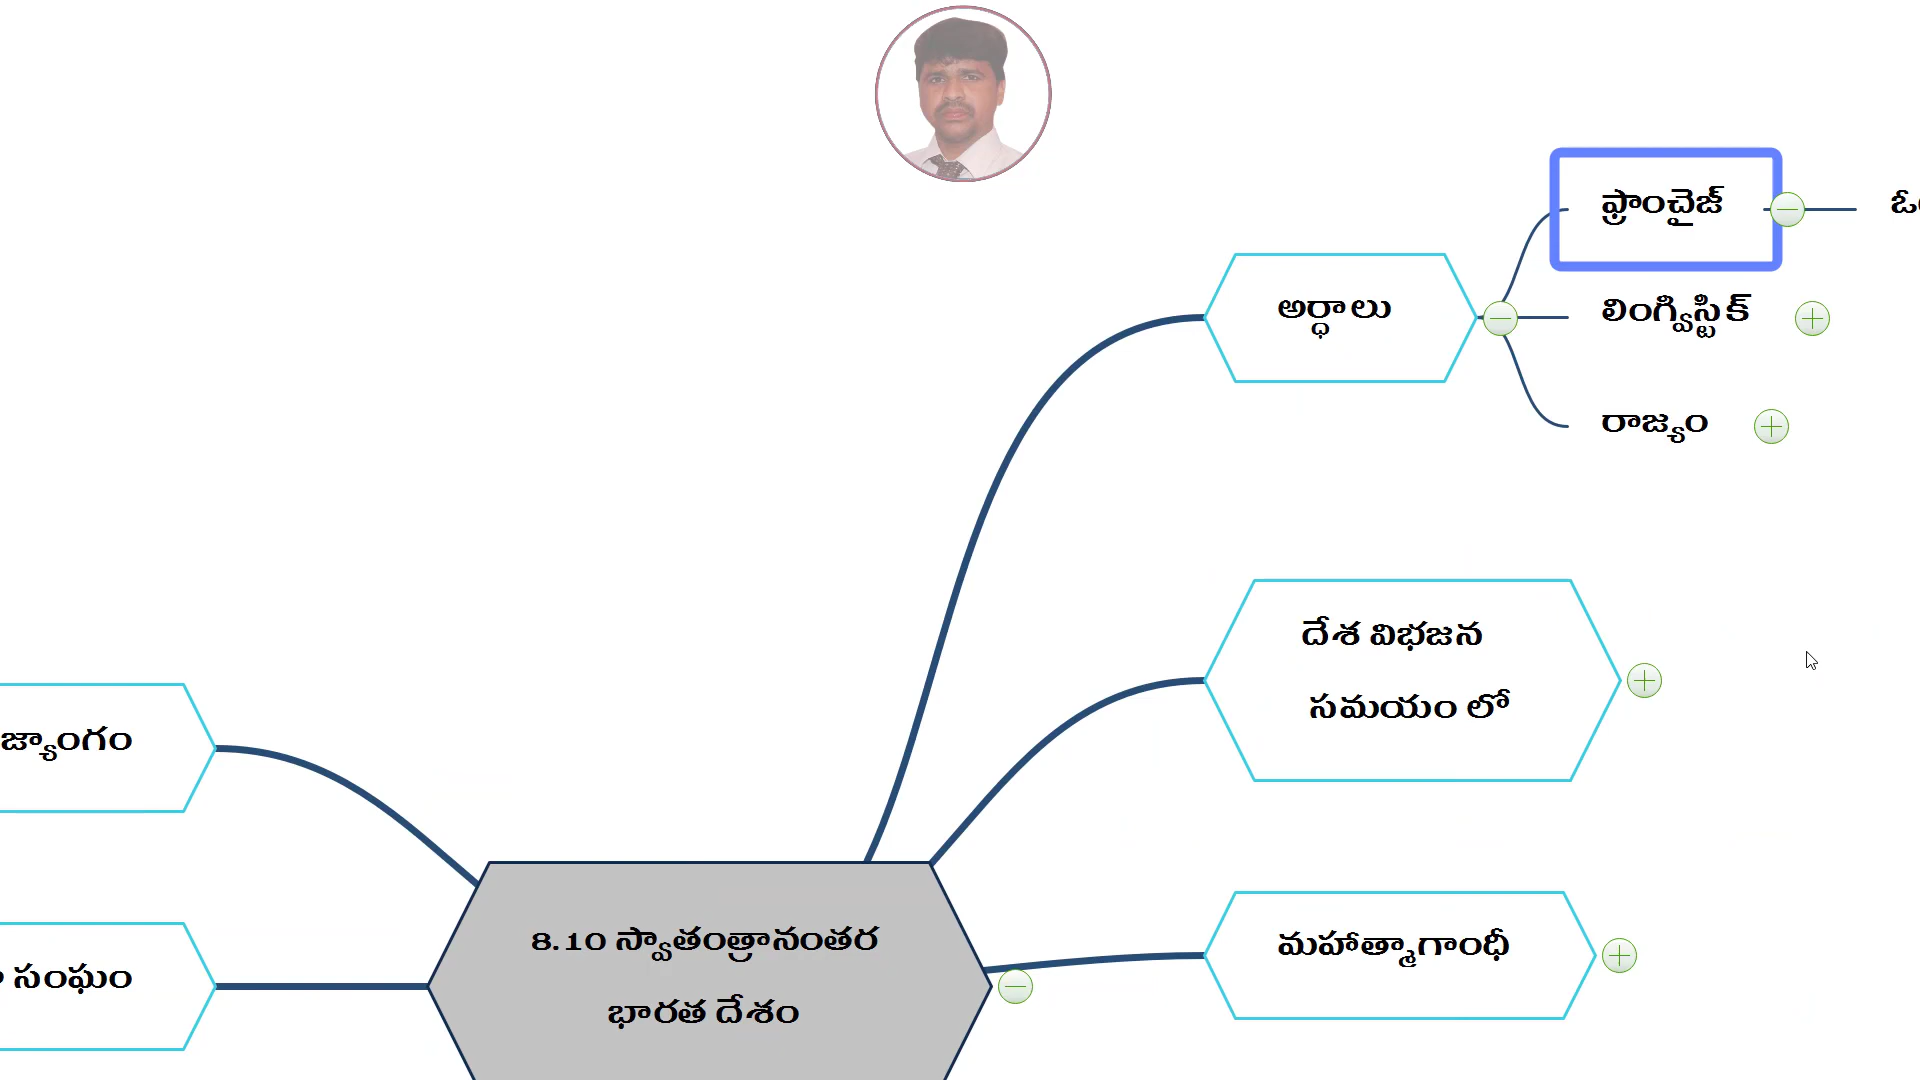 ఫ్రాంచైజ్
అర్ధాలు
లింగ్విస్టిక్
రాజ్యం
దేశ విభజన
సమయం లో
మహాత్మాగాంధీ
8.10 స్వాతంత్రానంతర
భారత దేశం
సంఘం